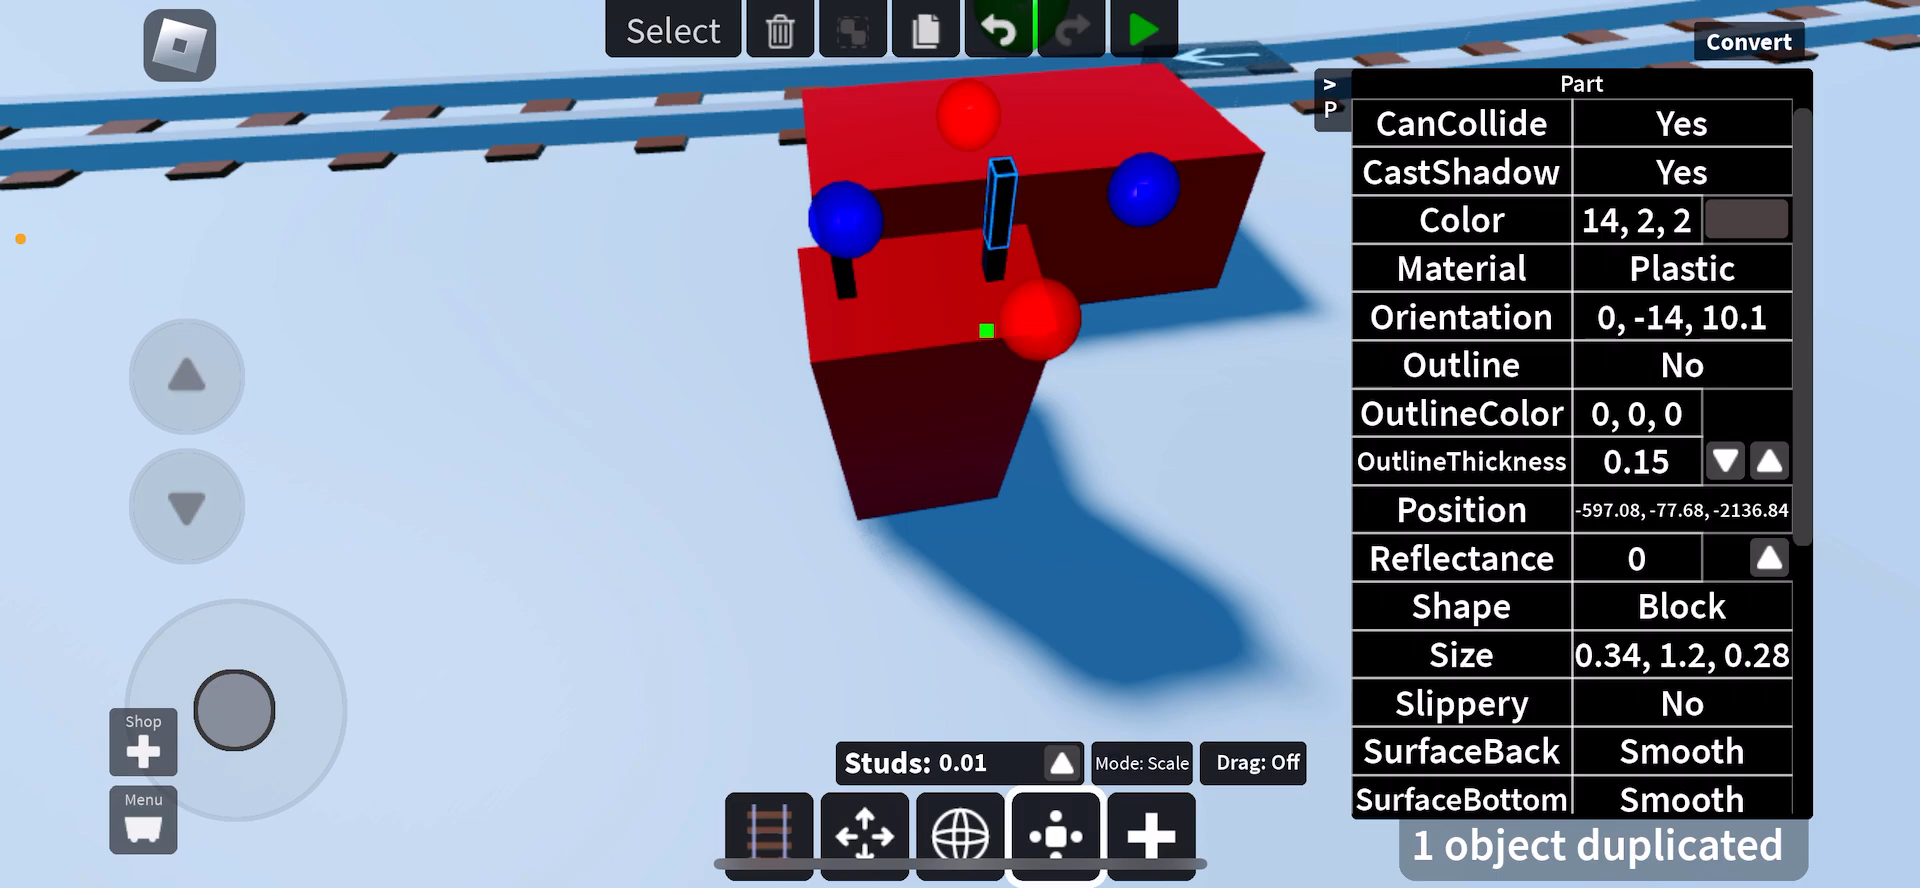 Select
Convert
>
P
Part
CanCollide Yes
CastShadow Yes
Color 14, 2, 2
Material Plastic
Orientation 0, -14, 10.1
Outline No
OutlineColor 0, 0, 0
OutlineThickness 0.15
Position -597.08, -77.68, -2136.84
Reflectance 0
Shape Block
Size 0.34, 1.2, 0.28
Slippery No
SurfaceBack Smooth
SurfaceBottom Smooth
Shop
Menu
Studs: 0.01
Mode: Scale
Drag: Off
1 object duplicated